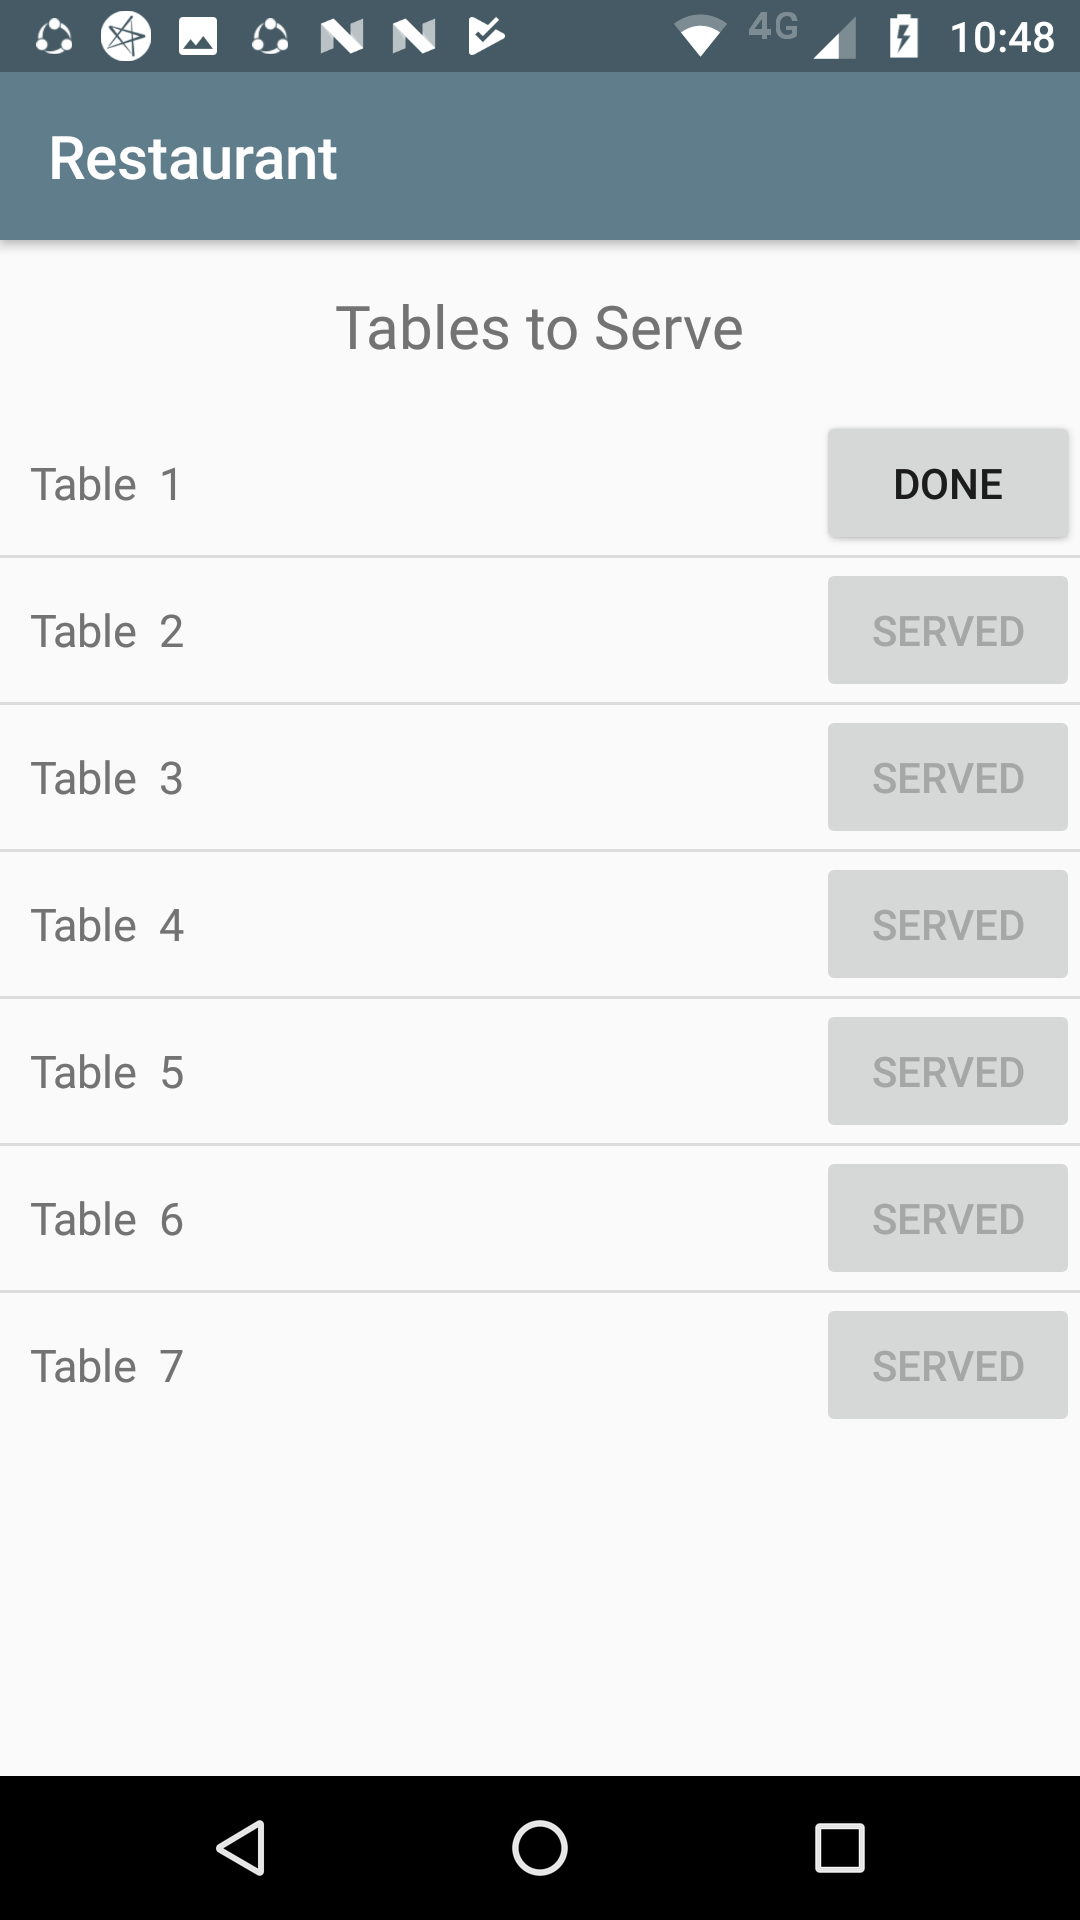 4G 10:48
Restaurant
Tables to Serve
Table 1 DONE
Table 2 SERVED
Table 3 SERVED
Table 4 SERVED
Table 5 SERVED
Table 6 SERVED
Table 7 SERVED